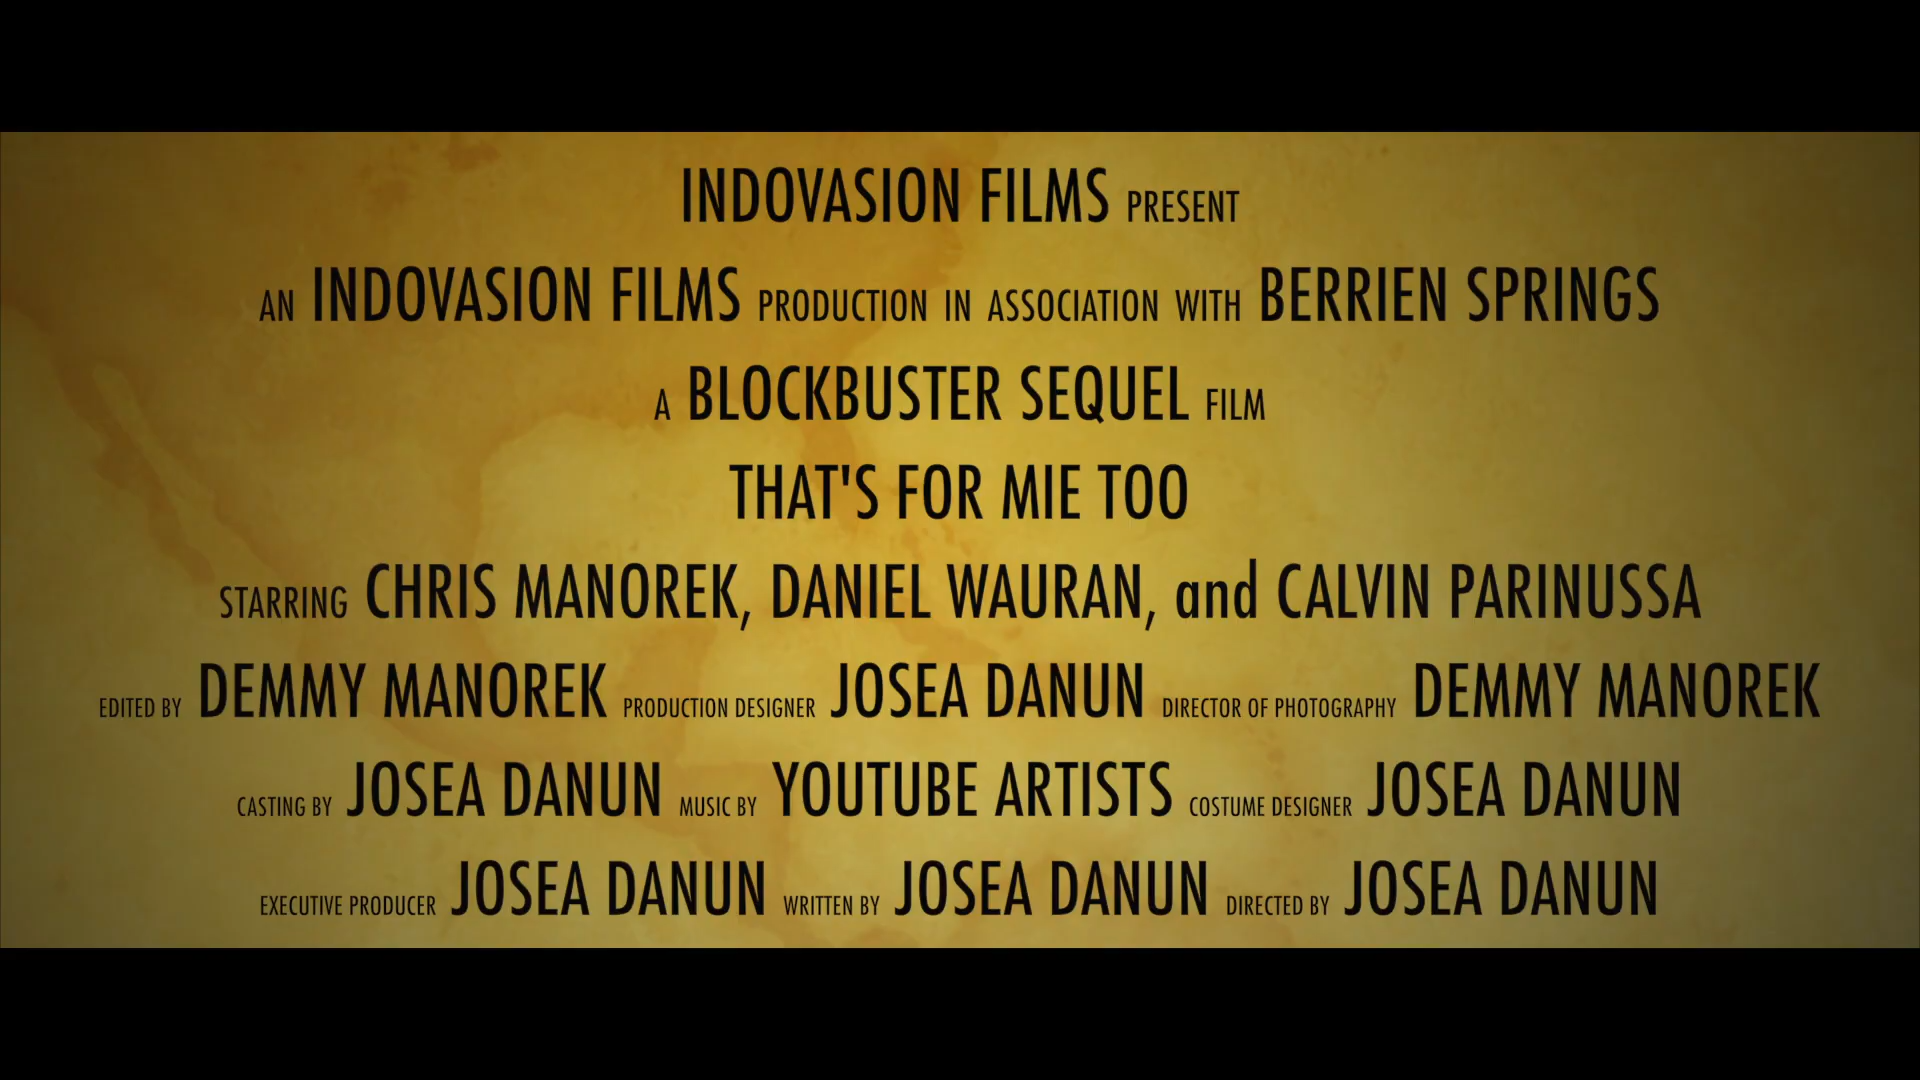 INDOVASION FILMS PRESENT
AN INDOVASION FILMS PRODUCTION IN ASSOCIATION WITH BERRIEN SPRINGS
A BLOCKBUSTER SEQUEL FILM
THAT'S FOR MIE TOO
STARRING CHRIS MANOREK, DANIEL WAURAN, and CALVIN PARINUSSA
EDITED BY DEMMY MANOREK PRODUCTION DESIGNER JOSEA DANUN DIRECTOR OF PHOTOGRAPHY DEMMY MANOREK
CASTING BY JOSEA DANUN MUSIC BY YOUTUBE ARTISTS COSTUME DESIGNER JOSEA DANUN
EXECUTIVE PRODUCER JOSEA DANUN WRITTEN BY JOSEA DANUN DIRECTED BY JOSEA DANUN